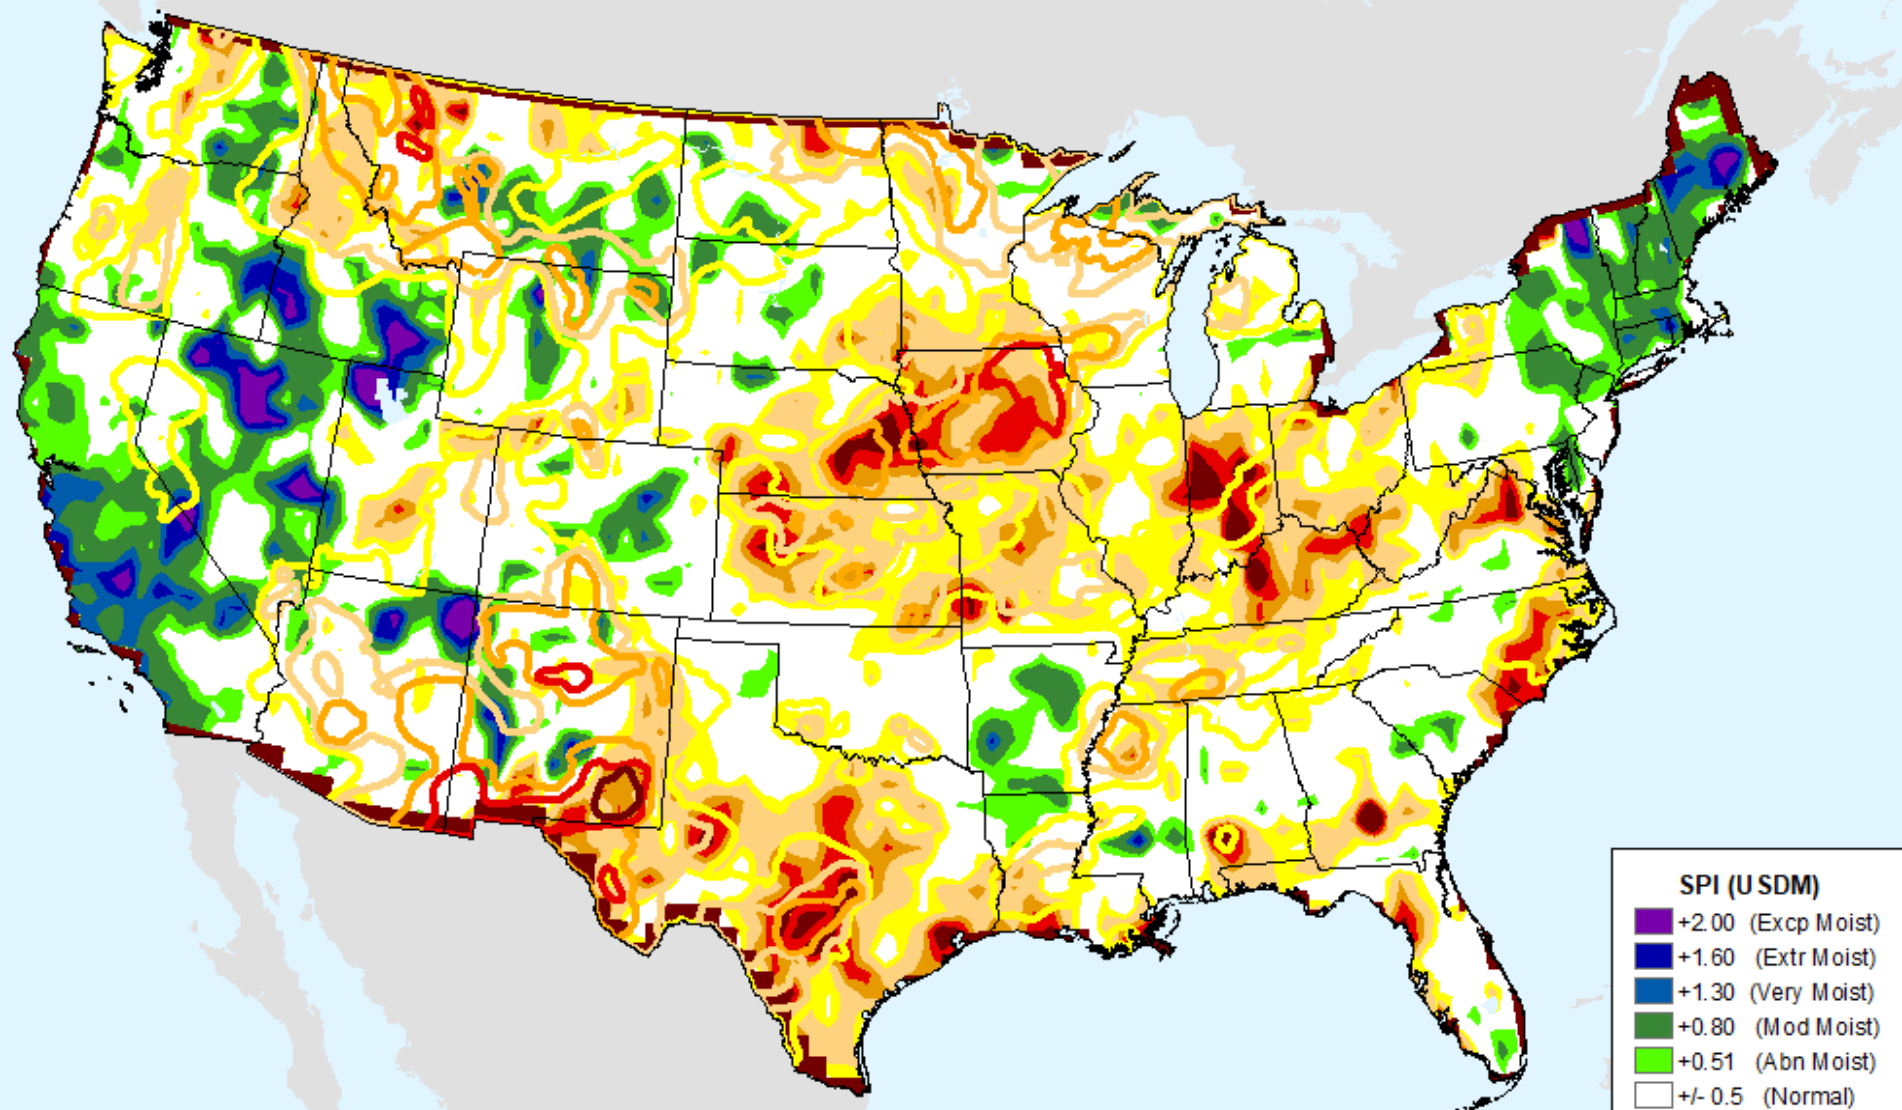 SPI (USDM)
+2.00 (Excp Moist)
+1.60 (Extr Moist)
+1.30 (Very Moist)
+0.80 (Mod Moist)
+0.51 (Abn Moist)
+/- 0.5 (Normal)